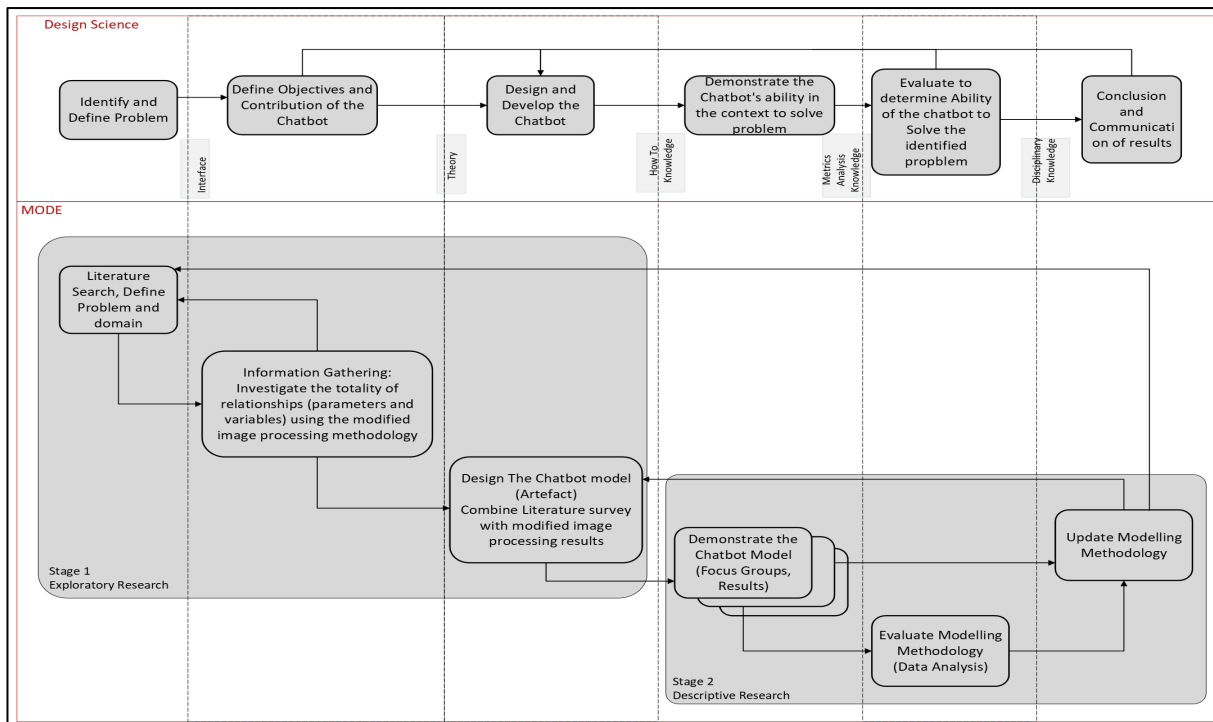 Design Science
Identify and
Define Problem
Define Objectives and
Contribution of the
Chatbot
Design and
Develop the
Chatbot
Demonstrate the
Chatbot's ability in
the context to solve
problem
Evaluate to
determine Ability
of the chatbot to
Solve the
identified propblem
Conclusion
and
Communicati
on of results
Interface
Theory
How To
Knowledge
Metrics
Analysis
Knowledge
Disciplinary
Knowledge
MODE
Literature
Search, Define
Problem and
domain
Information Gathering:
Investigate the totality of
relationships (parameters and
variables) using the modified
image processing methodology
Design The Chatbot model
(Artefact)
Combine Literature survey
with modified image
processing results
Stage 1
Exploratory Research
Demonstrate the
Chatbot Model
(Focus Groups,
Results)
Update Modelling
Methodology
Evaluate Modelling
Methodology
(Data Analysis)
Stage 2
Descriptive Research